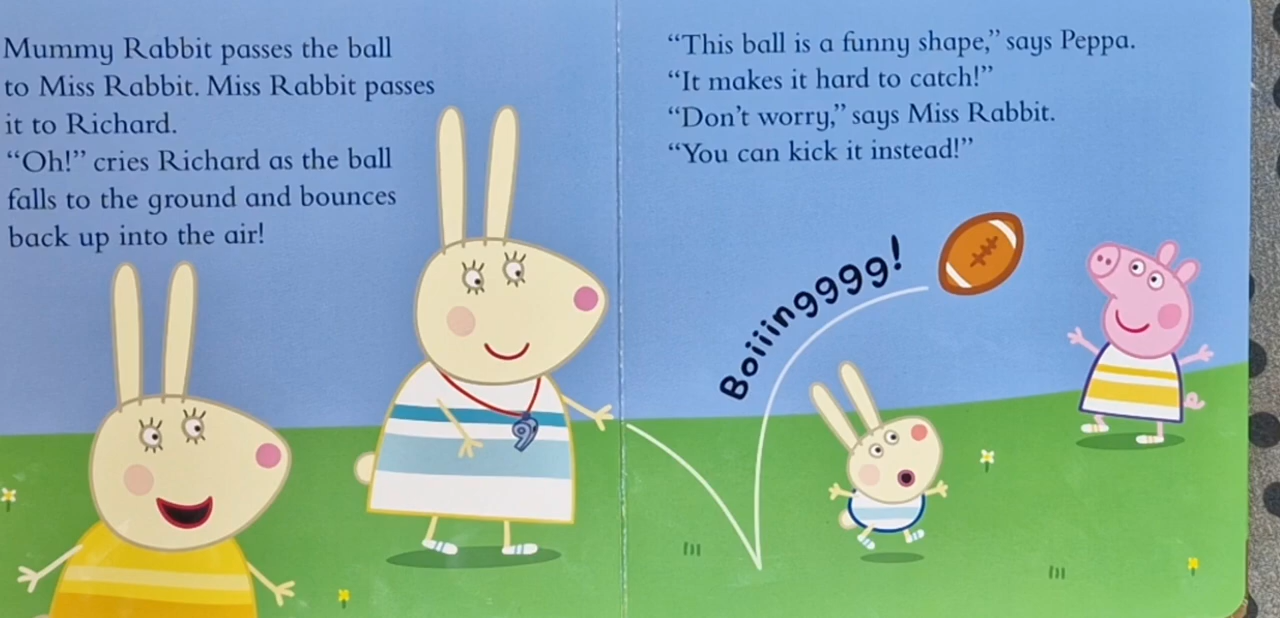 Mummy Rabbit passes the ball
to Miss Rabbit. Miss Rabbit passes
it to Richard.
“Oh!” cries Richard as the ball
falls to the ground and bounces
back up into the air!
“This ball is a funny shape,” says Peppa.
“It makes it hard to catch!”
“Don’t worry,” says Miss Rabbit.
“You can kick it instead!”
Boiiingggg!